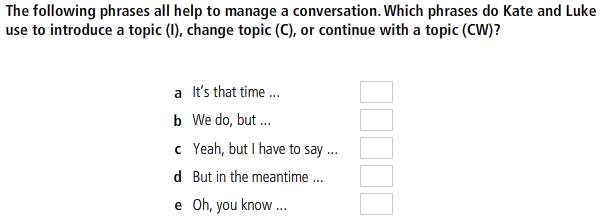 The following phrases all help to manage a conversation. Which phrases do Kate and Luke
use to introduce a topic (I), change topic (C), or continue with a topic (CW)?
a It's that time ...
b We do, but ...
c Yeah, but I have to say ...
d But in the meantime ...
e Oh, you know ...